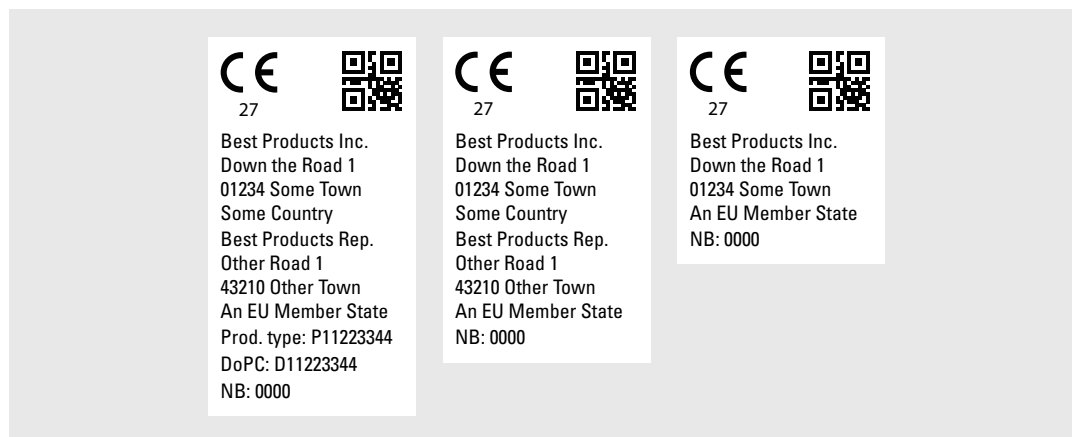 CE
27
Best Products Inc.
Down the Road 1
01234 Some Town
Some Country
Best Products Rep.
Other Road 1
43210 Other Town
An EU Member State
Prod. type: P11223344
DoPC: D11223344
NB: 0000
CE
27
Best Products Inc.
Down the Road 1
01234 Some Town
Some Country
Best Products Rep.
Other Road 1
43210 Other Town
An EU Member State
NB: 0000
CE
27
Best Products Inc.
Down the Road 1
01234 Some Town
An EU Member State
NB: 0000